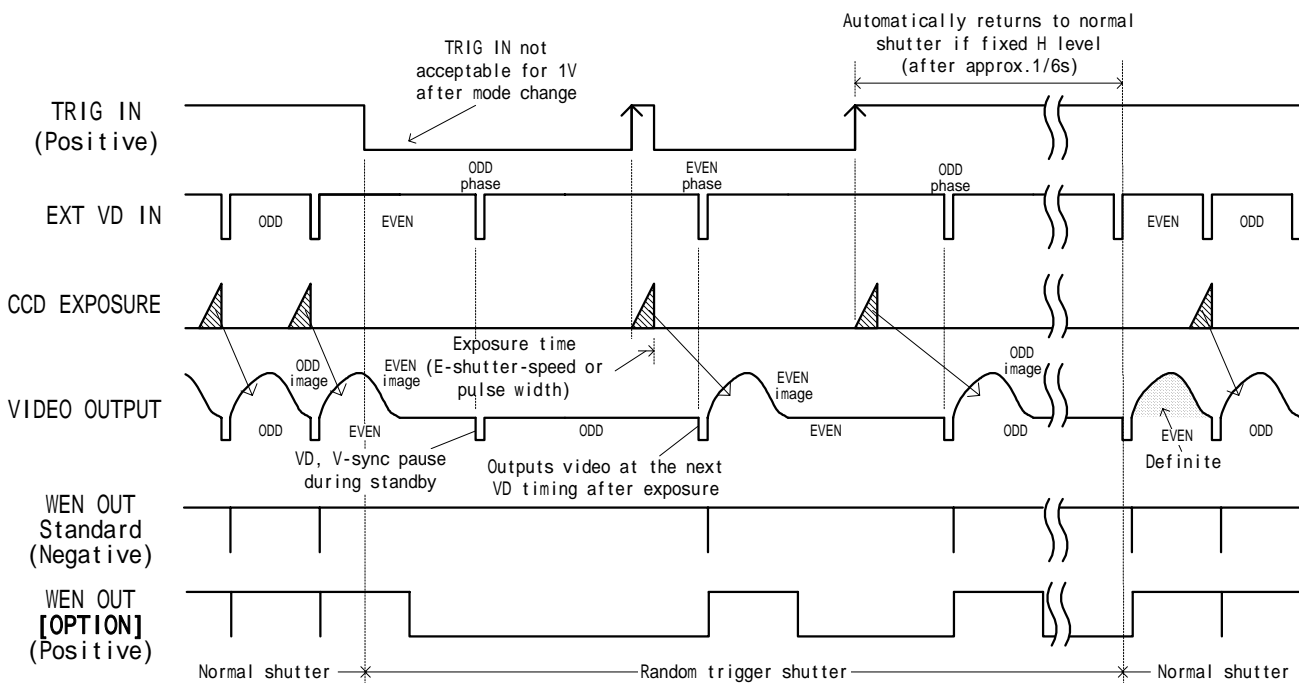 Automatically returns to normal
shutter if fixed H level
(after approx.1/6s)
TRIG IN not
acceptable for 1V
after mode change
TRIG IN
(Positive)
ODD
phase
EVEN
phase
ODD
phase
EXT VD IN
ODD
EVEN
EVEN
ODD
CCD EXPOSURE
Exposure time
(E-shutter-speed or
pulse width)
ODD
image
EVEN
image
EVEN
image
ODD
image
VIDEO OUTPUT
ODD
EVEN
ODD
EVEN
ODD
EVEN
ODD
Definite
VD, V-sync pause
during standby
Outputs video at the next
VD timing after exposure
WEN OUT
Standard
(Negative)
WEN OUT
[OPTION]
(Positive)
Normal shutter
Random trigger shutter
Normal shutter